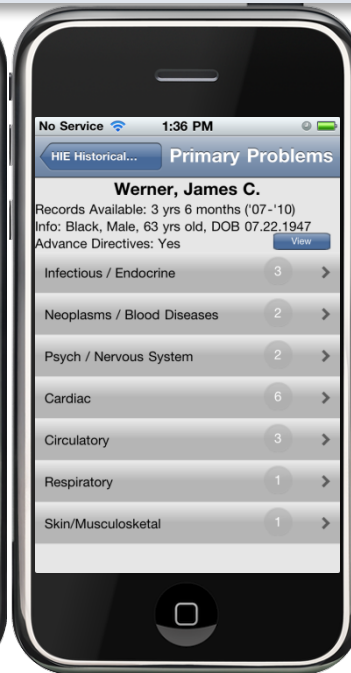 No Service 1:36 PM
HIE Historical... Primary Problems
Werner, James C.
Records Available: 3 yrs 6 months ('07-'10)
Info: Black, Male, 63 yrs old, DOB 07.22.1947
Advance Directives: Yes View
Infectious / Endocrine 3
Neoplasms / Blood Diseases 2
Psych / Nervous System 2
Cardiac 6
Circulatory 3
Respiratory 1
Skin/Musculosketal 1